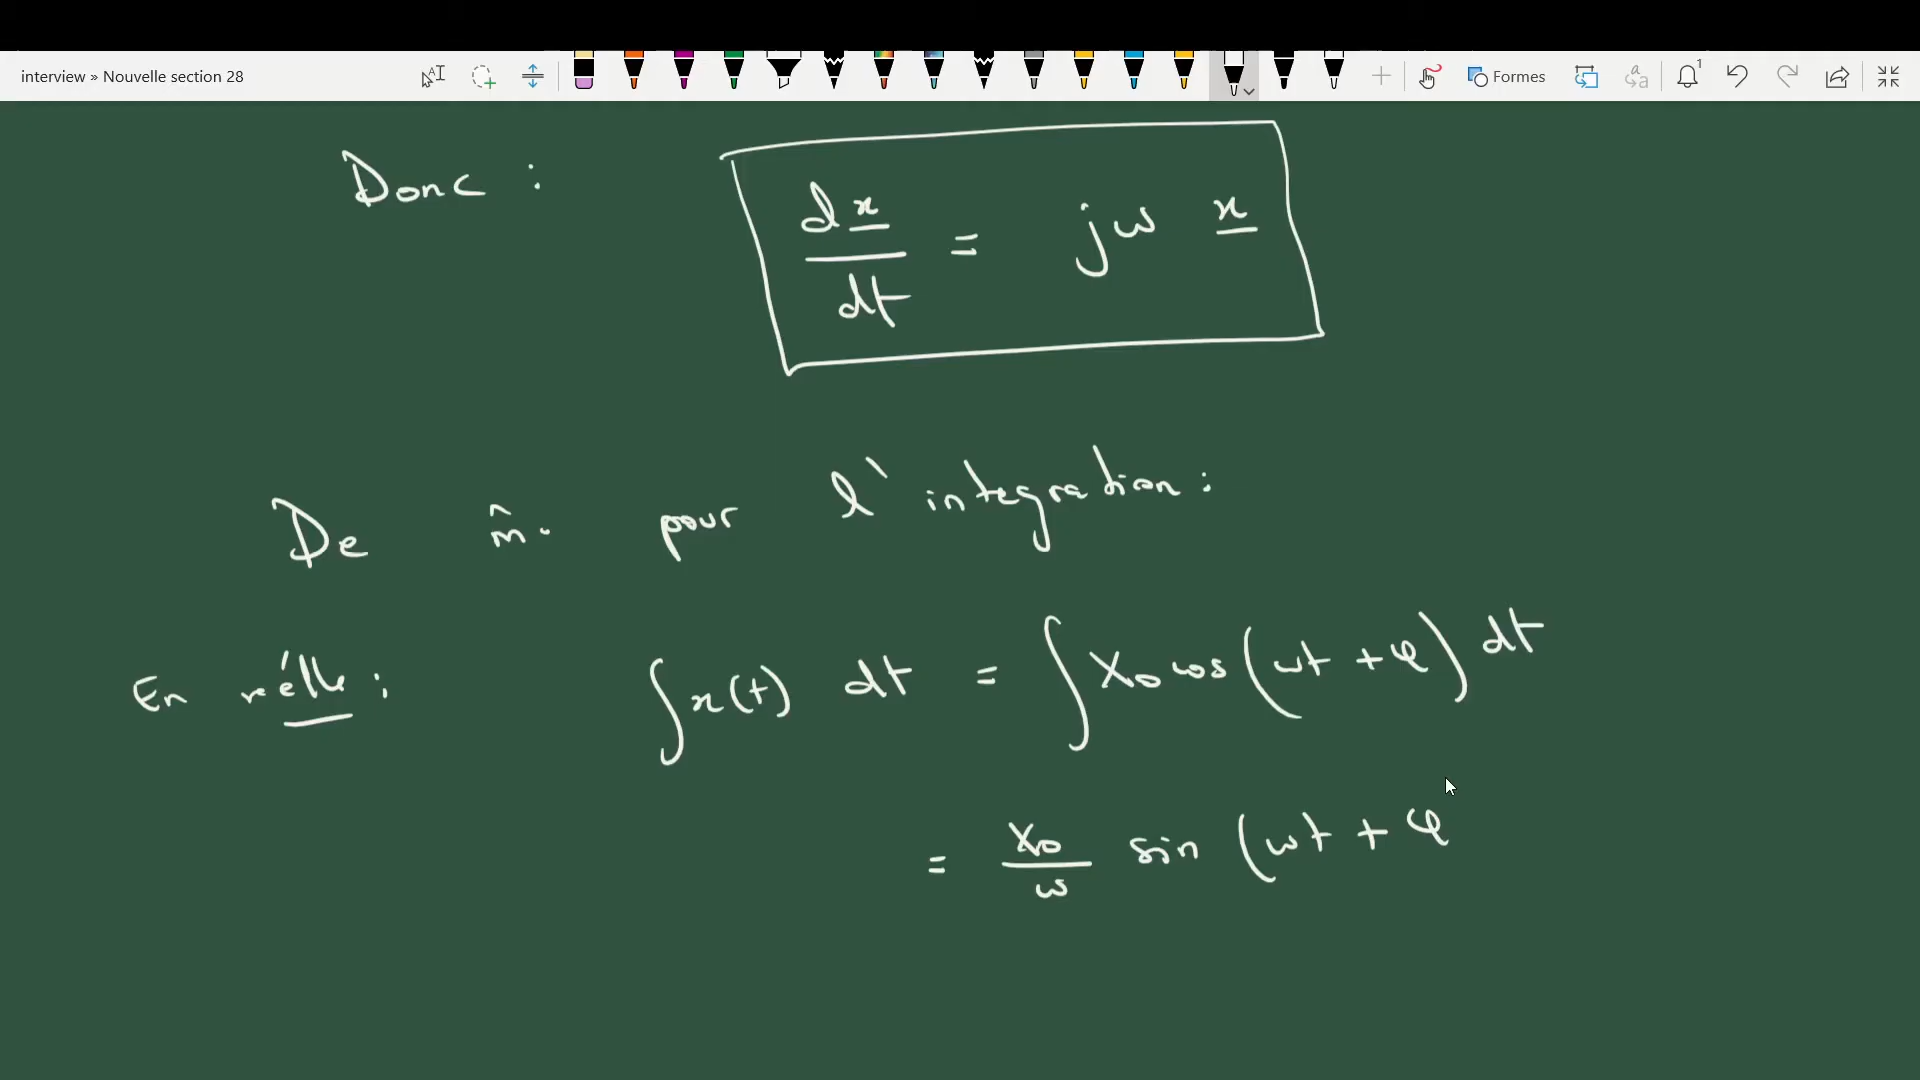 interview » Nouvelle section 28
Formes
1
Donc :
dx/dt = jω x
De m̂. pour l'integration :
En réelle : ∫x(t) dt = ∫X₀ cos(ωt + φ) dt
= X₀/ω sin (ωt + φ